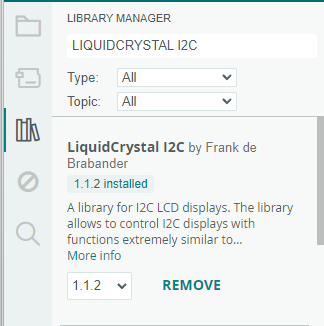 LIBRARY MANAGER
LIQUIDCRYSTAL I2C
Type: All
Topic: All
LiquidCrystal I2C by Frank de
Brabander
1.1.2 installed
A library for I2C LCD displays. The library
allows to control I2C displays with
functions extremely similar to...
More info
1.1.2 REMOVE